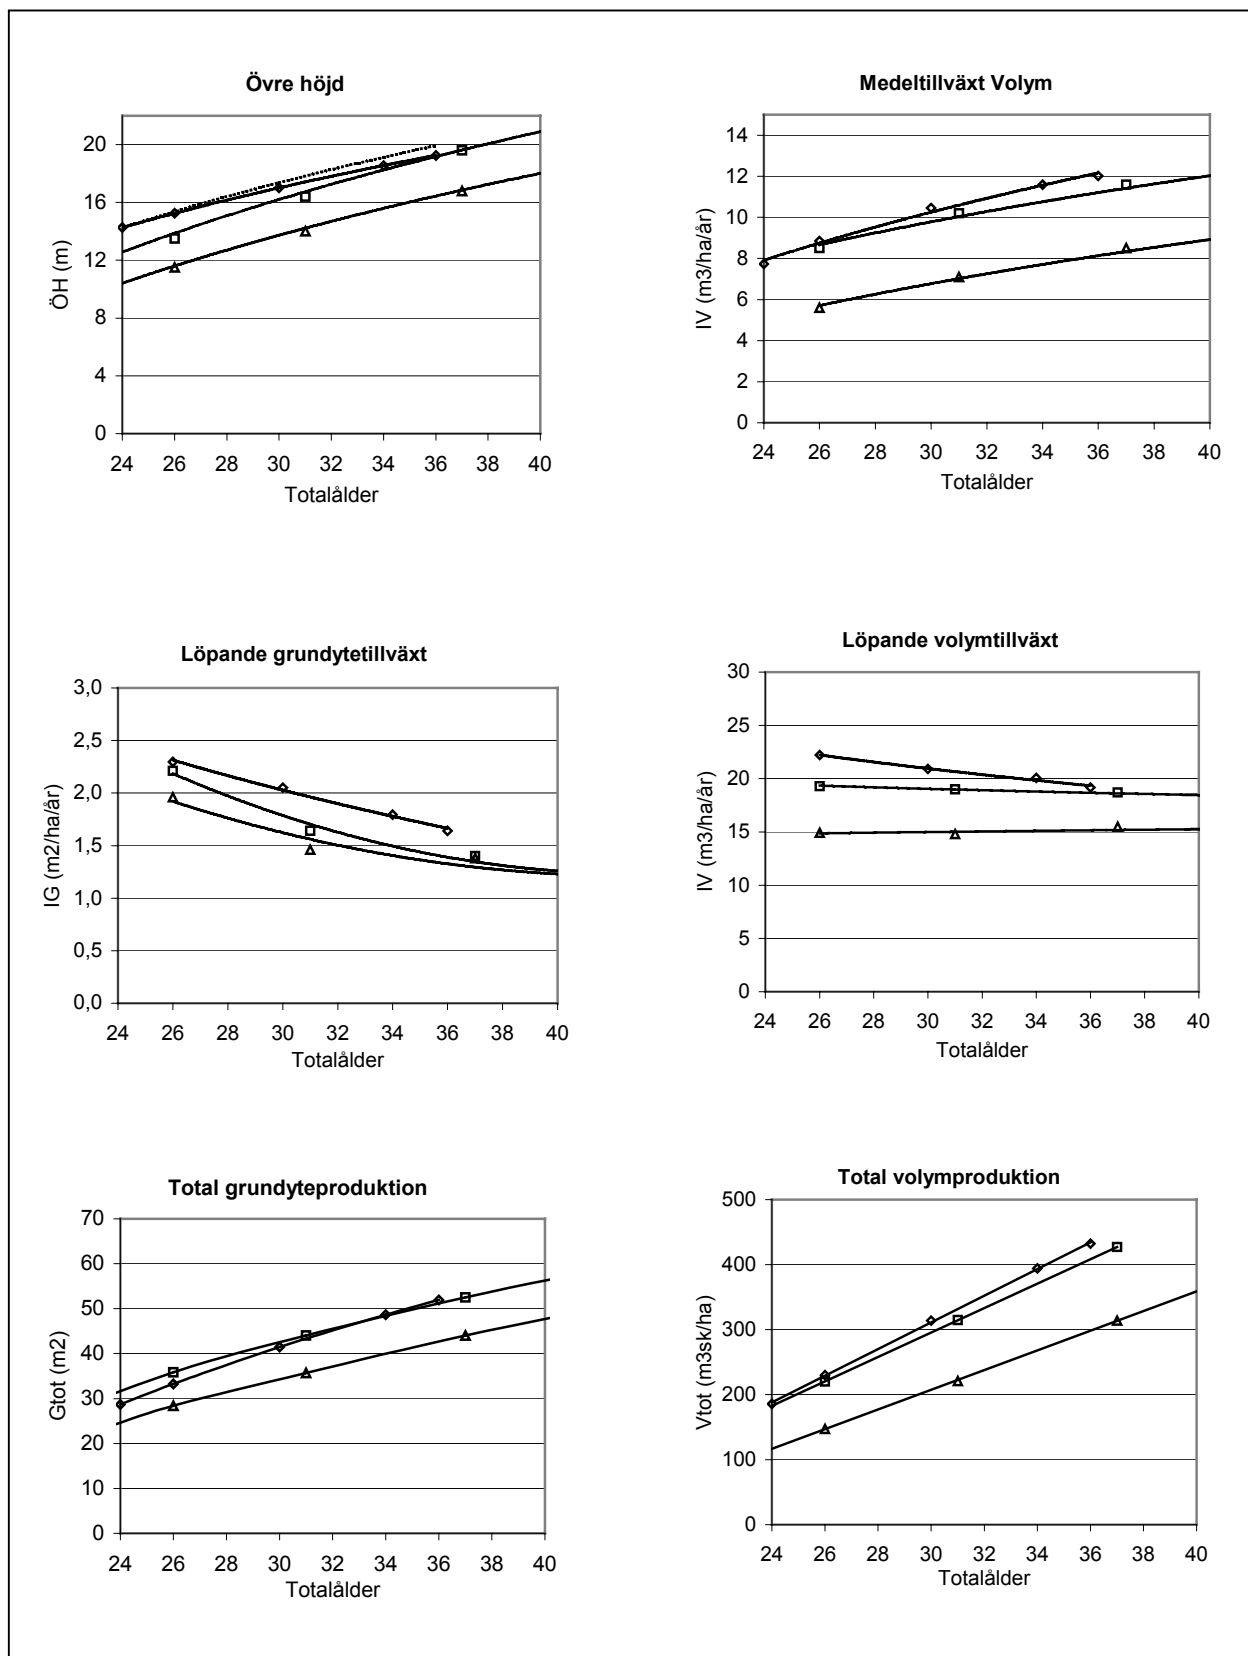 Övre höjd
20
16
12
8
4
0
ÖH (m)
24 26 28 30 32 34 36 38 40
Totalålder
Medeltillväxt Volym
14
12
10
8
6
4
2
0
IV (m3/ha/år)
24 26 28 30 32 34 36 38 40
Totalålder
Löpande grundytetillväxt
3,0
2,5
2,0
1,5
1,0
0,5
0,0
IG (m2/ha/år)
24 26 28 30 32 34 36 38 40
Totalålder
Löpande volymtillväxt
30
25
20
15
10
5
0
IV (m3/ha/år)
24 26 28 30 32 34 36 38 40
Totalålder
Total grundyteproduktion
70
60
50
40
30
20
10
0
Gtot (m2)
24 26 28 30 32 34 36 38 40
Totalålder
Total volymproduktion
500
400
300
200
100
0
Vtot (m3sk/ha)
24 26 28 30 32 34 36 38 40
Totalålder